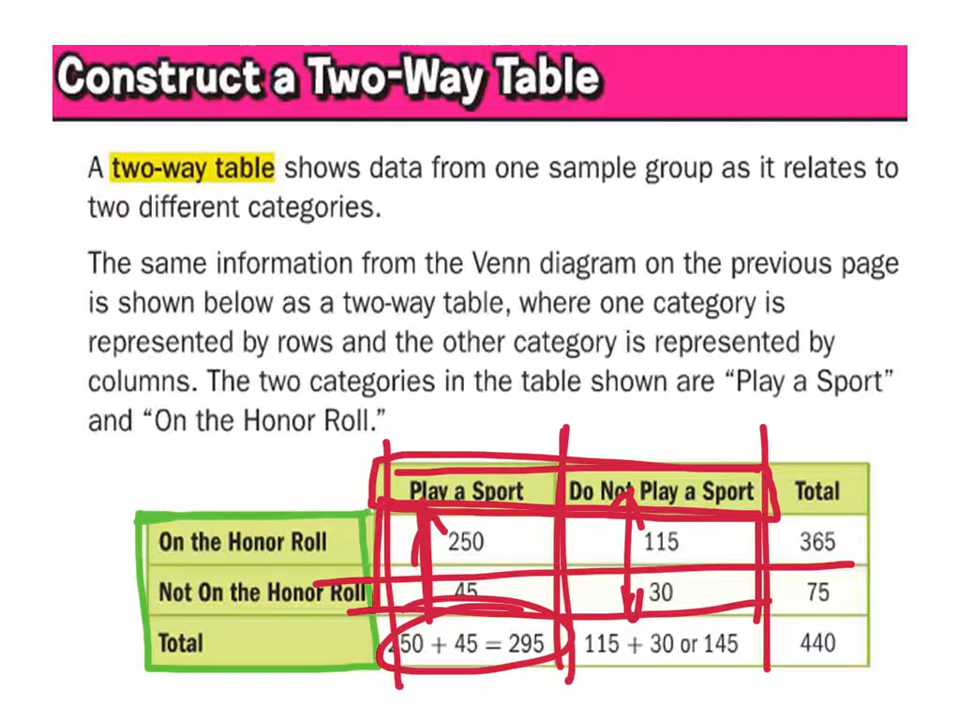 Construct a Two-Way Table
A two-way table shows data from one sample group as it relates to
two different categories.
The same information from the Venn diagram on the previous page
is shown below as a two-way table, where one category is
represented by rows and the other category is represented by
columns. The two categories in the table shown are “Play a Sport”
and “On the Honor Roll.”
Play a Sport Do Not Play a Sport Total
On the Honor Roll 250 115 365
Not On the Honor Roll 45 30 75
Total 250 + 45 = 295 115 + 30 or 145 440